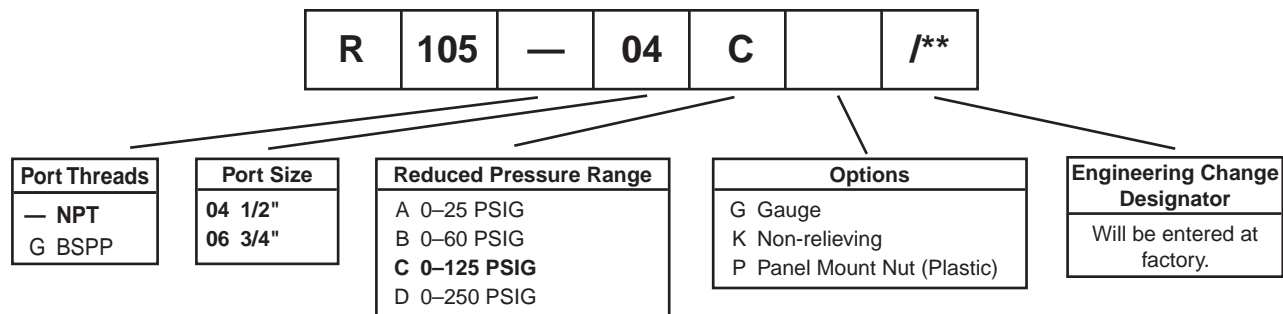 R 105 — 04 C /**
Port Threads
— NPT
G BSPP
Port Size
04 1/2"
06 3/4"
Reduced Pressure Range
A 0–25 PSIG
B 0–60 PSIG
C 0–125 PSIG
D 0–250 PSIG
Options
G Gauge
K Non-relieving
P Panel Mount Nut (Plastic)
Engineering Change
Designator
Will be entered at
factory.